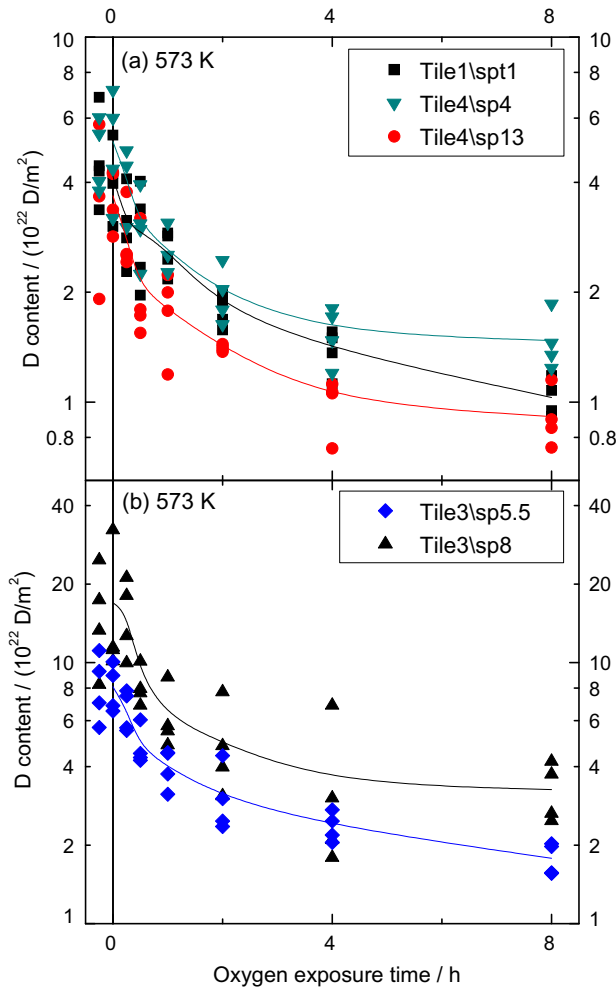 0 4 8
10 10
(a) 573 K
Tile1\spt1
8 8
Tile4\sp4
6 6
Tile4\sp13
4 4
2 2
D content / (10²² D/m²)
1 1
0.8 0.8
(b) 573 K
40 40
Tile3\sp5.5
Tile3\sp8
20 20
10 10
8 8
6 6
4 4
D content / (10²² D/m²)
2 2
1 1
0 4 8
Oxygen exposure time / h